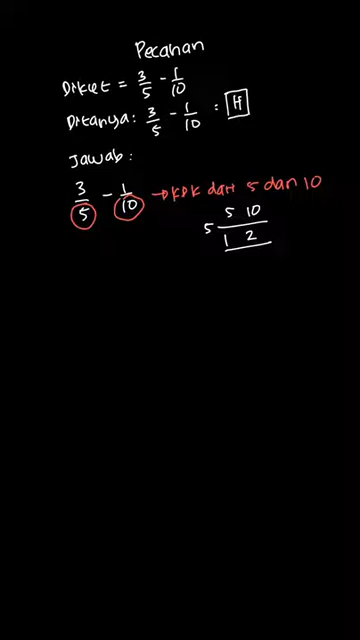 Pecahan
Diket = 3/5 - 1/10
Ditanya: 3/5 - 1/10 =
Jawab:
3/5 - 1/10 → KPK dari 5 dan 10
5 10
5
1 2